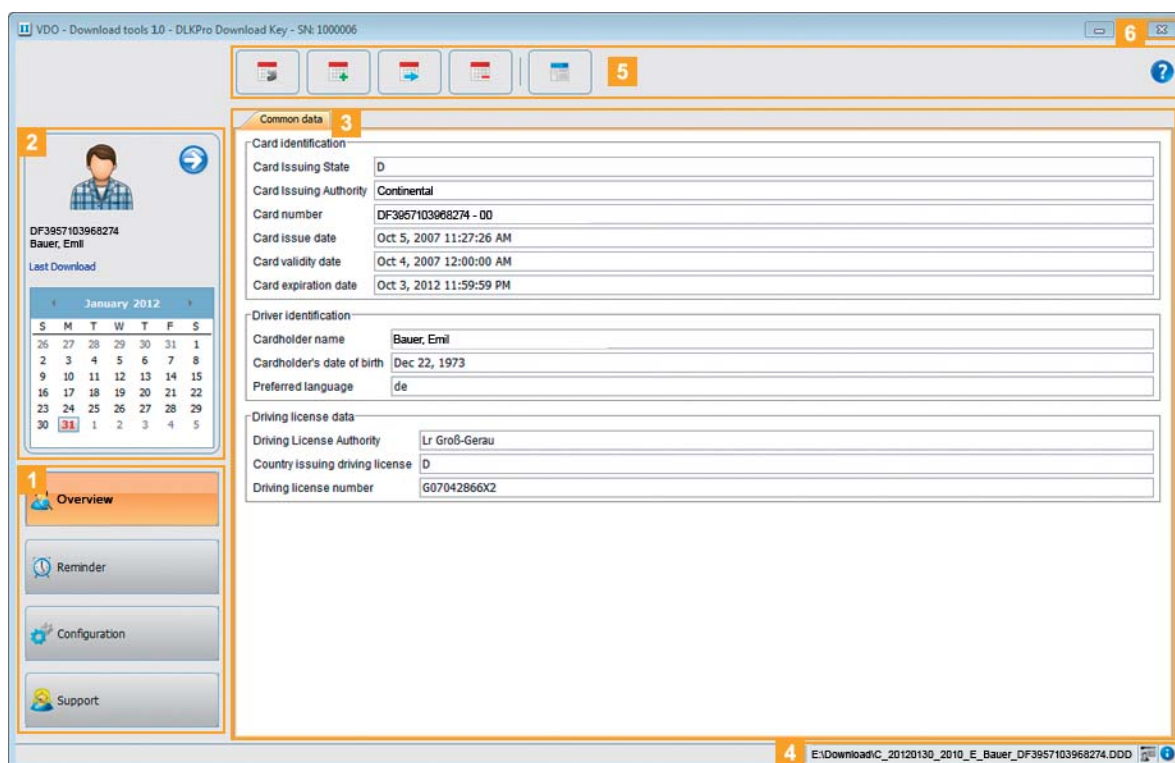 VDO - Download tools 1.0 - DLKPro Download Key - SN: 1000006
6
5
?
2
DF3957103968274
Bauer, Emil
Last Download
January 2012
S M T W T F S
26 27 28 29 30 31 1
2 3 4 5 6 7 8
9 10 11 12 13 14 15
16 17 18 19 20 21 22
23 24 25 26 27 28 29
30 31 1 2 3 4 5
1
Overview
Reminder
Configuration
Support
Common data 3
Card identification
Card Issuing State D
Card Issuing Authority Continental
Card number DF3957103968274 - 00
Card issue date Oct 5, 2007 11:27:26 AM
Card validity date Oct 4, 2007 12:00:00 AM
Card expiration date Oct 3, 2012 11:59:59 PM
Driver identification
Cardholder name Bauer, Emil
Cardholder's date of birth Dec 22, 1973
Preferred language de
Driving license data
Driving License Authority Lr Groß-Gerau
Country issuing driving license D
Driving license number G07042866X2
4 E:\Download\C_20120130_2010_E_Bauer_DF3957103968274.DDD